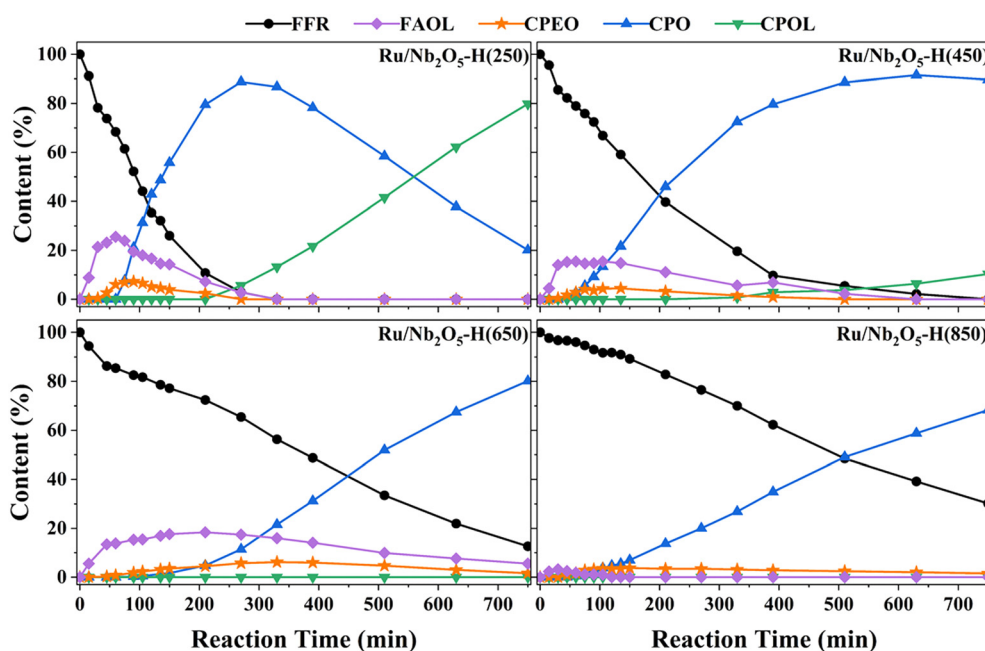 FFR FAOL CPEO CPO CPOL
Ru/Nb₂O₅-H(250)
Ru/Nb₂O₅-H(450)
Content (%)
100
80
60
40
20
0
Ru/Nb₂O₅-H(650)
Ru/Nb₂O₅-H(850)
Content (%)
100
80
60
40
20
0
0 100 200 300 400 500 600 700
0 100 200 300 400 500 600 700
Reaction Time (min)
Reaction Time (min)